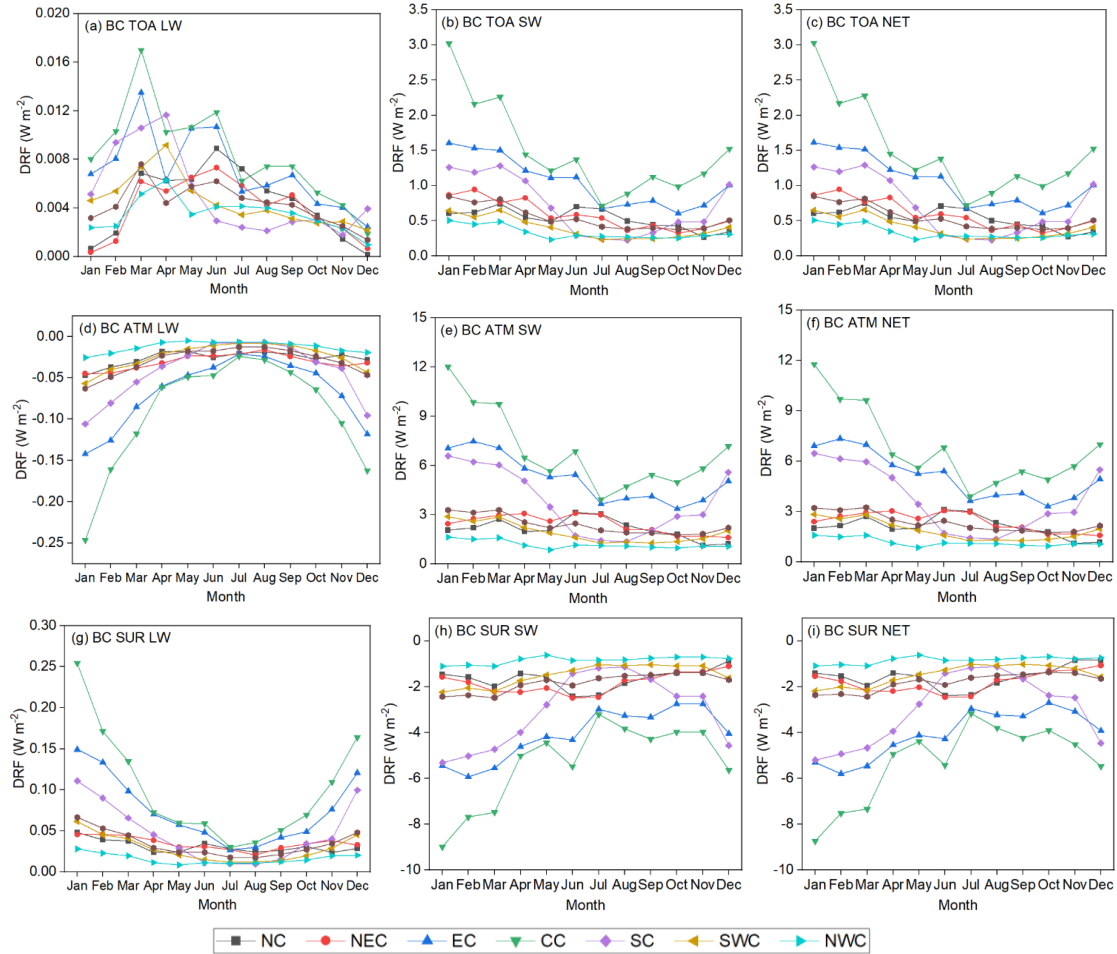 (a) BC TOA LW
DRF (W m⁻²)
0.020
0.016
0.012
0.008
0.004
0.000
Jan Feb Mar Apr May Jun Jul Aug Sep Oct Nov Dec
Month
(b) BC TOA SW
DRF (W m⁻²)
3.5
3.0
2.5
2.0
1.5
1.0
0.5
0.0
Jan Feb Mar Apr May Jun Jul Aug Sep Oct Nov Dec
Month
(c) BC TOA NET
DRF (W m⁻²)
3.5
3.0
2.5
2.0
1.5
1.0
0.5
0.0
Jan Feb Mar Apr May Jun Jul Aug Sep Oct Nov Dec
Month
(d) BC ATM LW
DRF (W m⁻²)
0.00
-0.05
-0.10
-0.15
-0.20
-0.25
Jan Feb Mar Apr May Jun Jul Aug Sep Oct Nov Dec
Month
(e) BC ATM SW
DRF (W m⁻²)
15
12
9
6
3
0
Jan Feb Mar Apr May Jun Jul Aug Sep Oct Nov Dec
Month
(f) BC ATM NET
DRF (W m⁻²)
15
12
9
6
3
0
Jan Feb Mar Apr May Jun Jul Aug Sep Oct Nov Dec
Month
(g) BC SUR LW
DRF (W m⁻²)
0.30
0.25
0.20
0.15
0.10
0.05
0.00
Jan Feb Mar Apr May Jun Jul Aug Sep Oct Nov Dec
Month
(h) BC SUR SW
DRF (W m⁻²)
0
-2
-4
-6
-8
-10
Jan Feb Mar Apr May Jun Jul Aug Sep Oct Nov Dec
Month
(i) BC SUR NET
DRF (W m⁻²)
0
-2
-4
-6
-8
-10
Jan Feb Mar Apr May Jun Jul Aug Sep Oct Nov Dec
Month
NC NEC EC CC SC SWC NWC